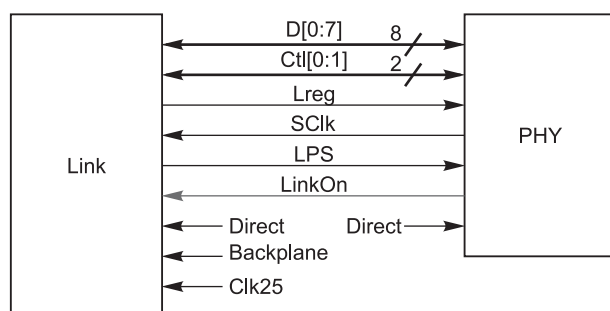 D[0:7] 8
Ctl[0:1] 2
Lreg
SClk
PHY
LPS
Link
LinkOn
Direct Direct
Backplane
Clk25